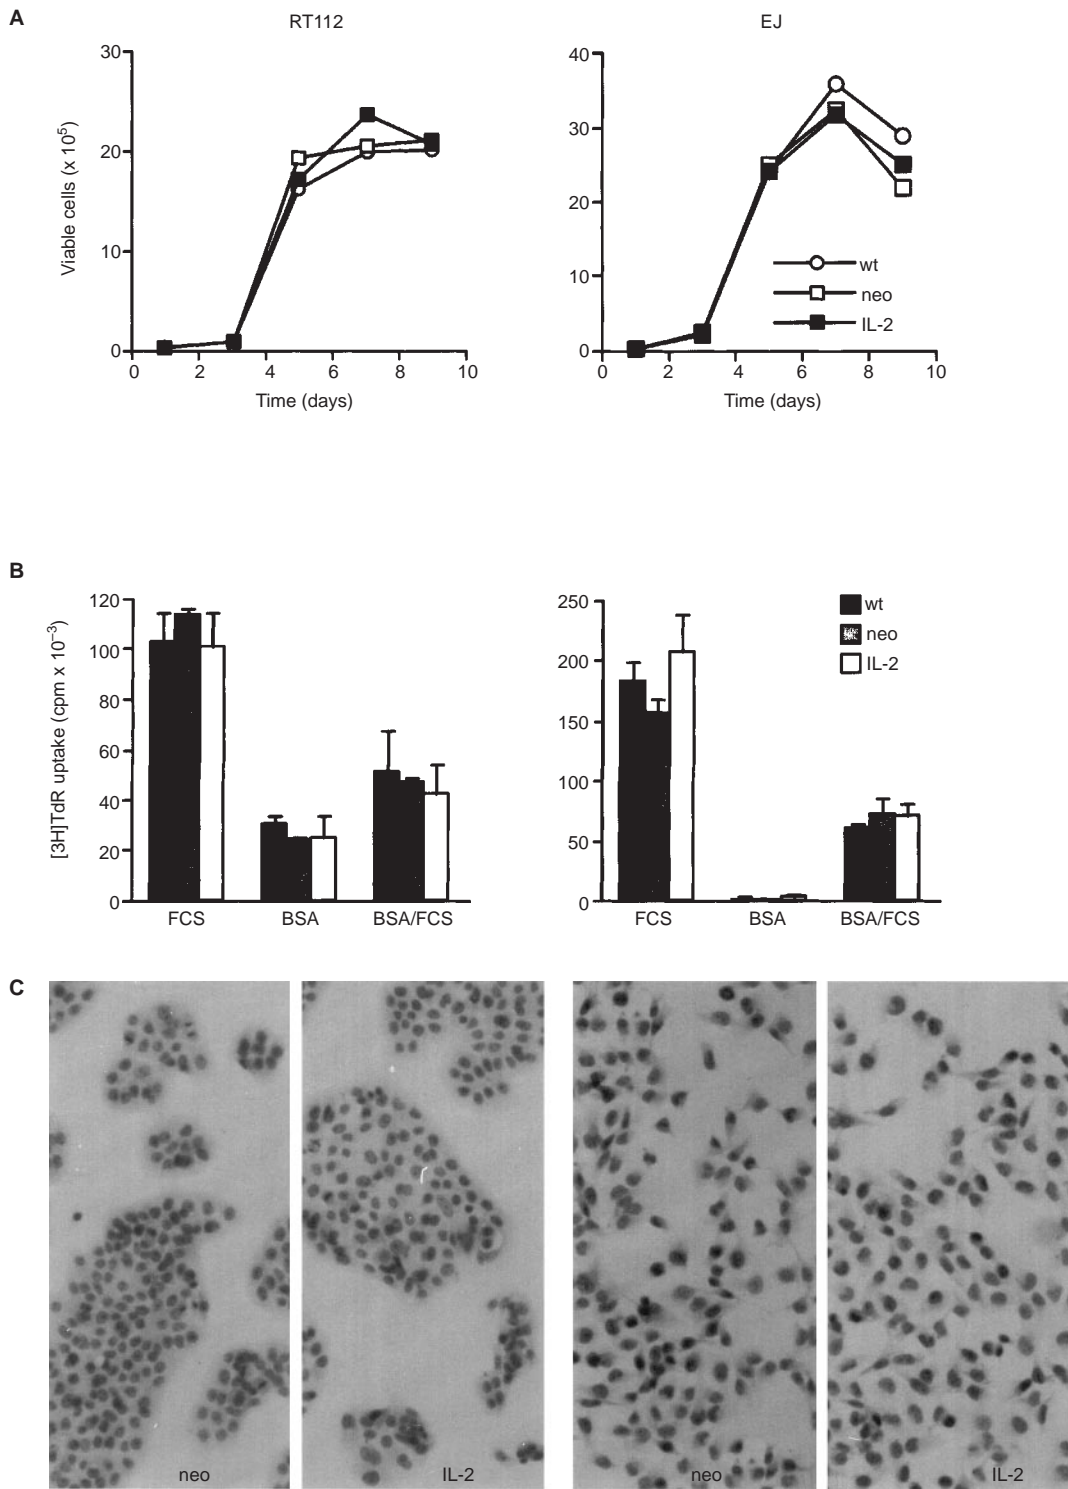 A
RT112
EJ
Viable cells (x 10⁵)
30
20
10
0
0 2 4 6 8 10
Time (days)
40
30
20
10
0
0 2 4 6 8 10
Time (days)
wt
neo
IL-2
B
[3H]TdR uptake (cpm x 10⁻³)
120
100
80
60
40
20
0
FCS BSA BSA/FCS
250
200
150
100
50
0
FCS BSA BSA/FCS
wt
neo
IL-2
C
neo
IL-2
neo
IL-2